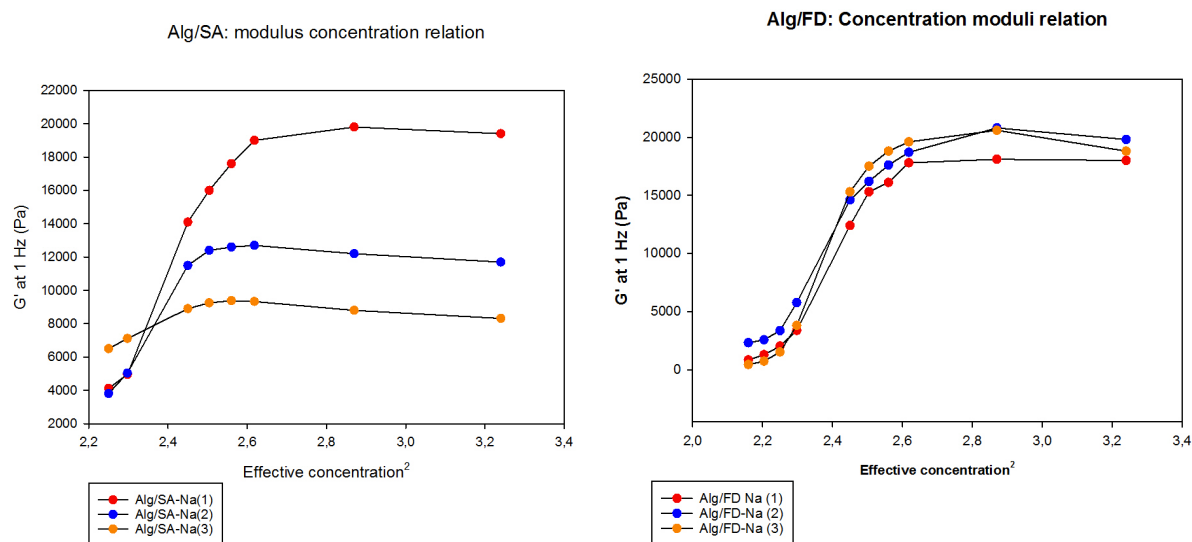 Alg/SA: modulus concentration relation
G' at 1 Hz (Pa)
22000
20000
18000
16000
14000
12000
10000
8000
6000
4000
2000
2,2 2,4 2,6 2,8 3,0 3,2 3,4
Effective concentration²
Alg/SA-Na(1)
Alg/SA-Na(2)
Alg/SA-Na(3)
Alg/FD: Concentration moduli relation
G' at 1 Hz (Pa)
25000
20000
15000
10000
5000
0
2,0 2,2 2,4 2,6 2,8 3,0 3,2 3,4
Effective concentration²
Alg/FD Na (1)
Alg/FD-Na (2)
Alg/FD-Na (3)